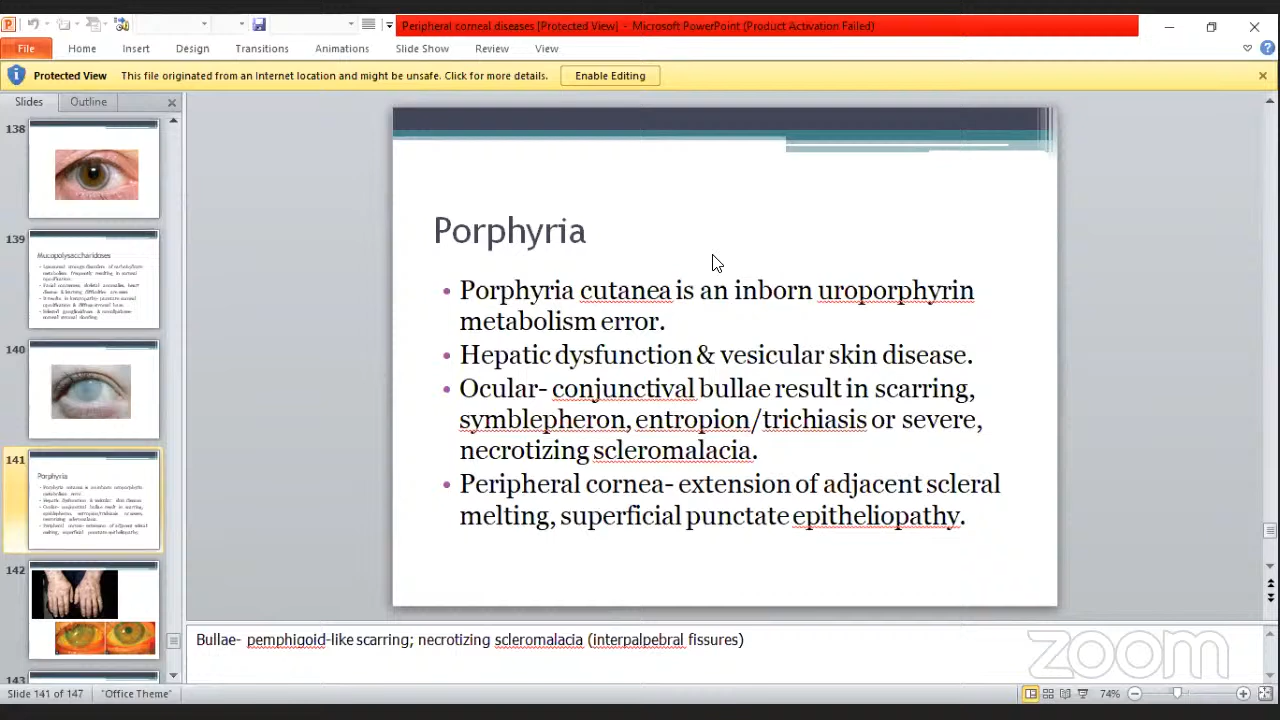 Peripheral corneal diseases [Protected View] - Microsoft PowerPoint (Product Activation Failed)
File Home Insert Design Transitions Animations Slide Show Review View
Protected View This file originated from an Internet location and might be unsafe. Click for more details. Enable Editing
Slides Outline
138
139
Mucopolysaccharidoses
140
141
Porphyria
142
143
Porphyria
• Porphyria cutanea is an inborn uroporphyrin
metabolism error.
• Hepatic dysfunction & vesicular skin disease.
• Ocular- conjunctival bullae result in scarring,
symblepheron, entropion/trichiasis or severe,
necrotizing scleromalacia.
• Peripheral cornea- extension of adjacent scleral
melting, superficial punctate epitheliopathy.
Bullae- pemphigoid-like scarring; necrotizing scleromalacia (interpalpebral fissures)
zoom
Slide 141 of 147 "Office Theme" 74%